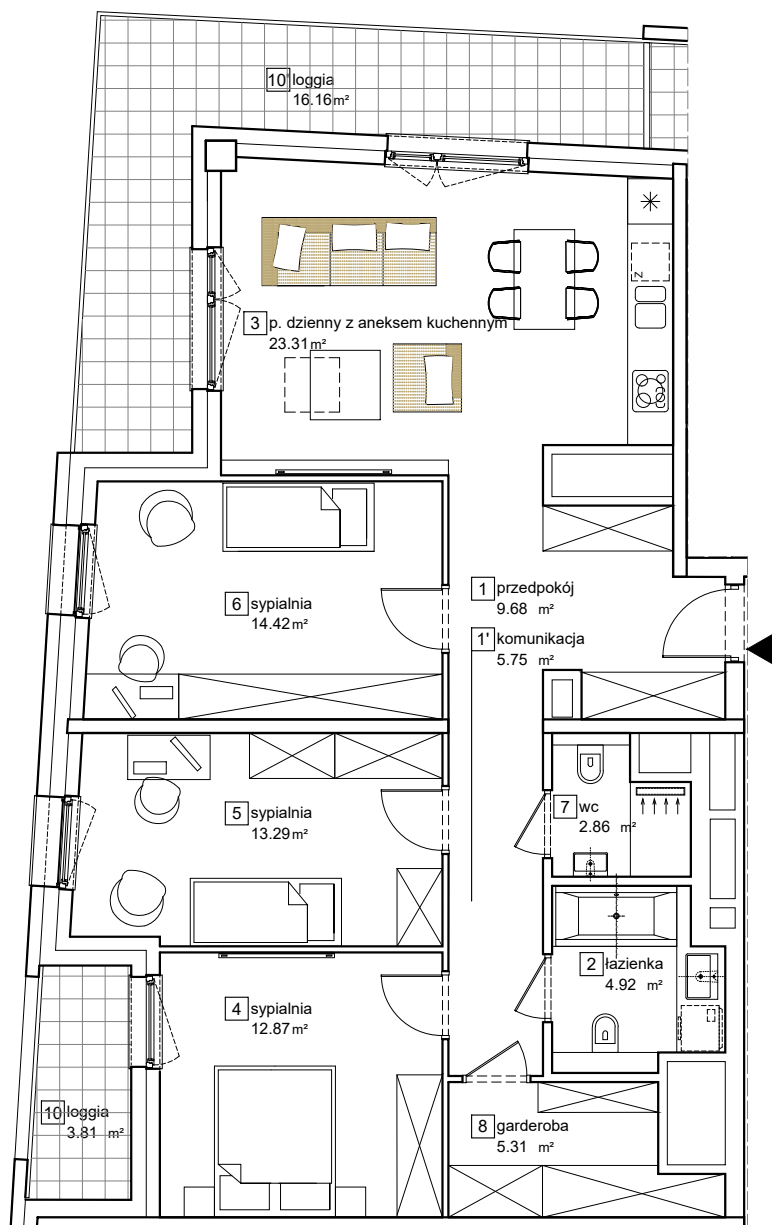 10' loggia
16.16 m²
3 p. dzienny z aneksem kuchennym
23.31 m²
Z
6 sypialnia
14.42 m²
1 przedpokój
9.68 m²
1' komunikacja
5.75 m²
5 sypialnia
13.29 m²
7 wc
2.86 m²
2 łazienka
4.92 m²
4 sypialnia
12.87 m²
10 loggia
3.81 m²
8 garderoba
5.31 m²